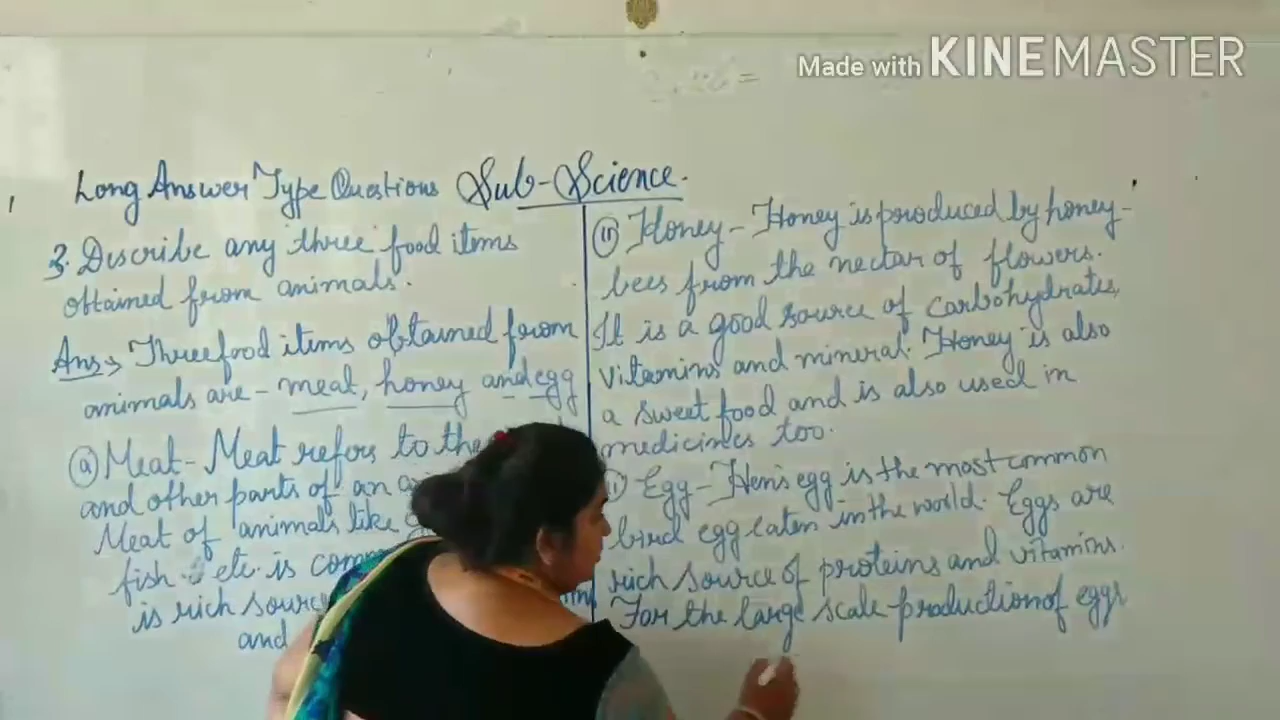 Made with KINEMASTER
Long Answer Type Questions Sub-Science.
3. Describe any three food items
obtained from animals.
Ans → Three food items obtained from
animals are - meat, honey and egg
(a) Meat - Meat refers to the
and other parts of an
Meat of animals like
fish etc. is
is rich source
and
(ii) Honey - Honey is produced by honey-
bees from the nectar of flowers.
It is a good source of carbohydrates,
vitamins and mineral. Honey is also
a sweet food and is also used in
medicines too.
Egg - Hen's egg is the most common
bird egg eaten in the world. Eggs are
rich source of proteins and vitamins.
For the large scale production of eggs